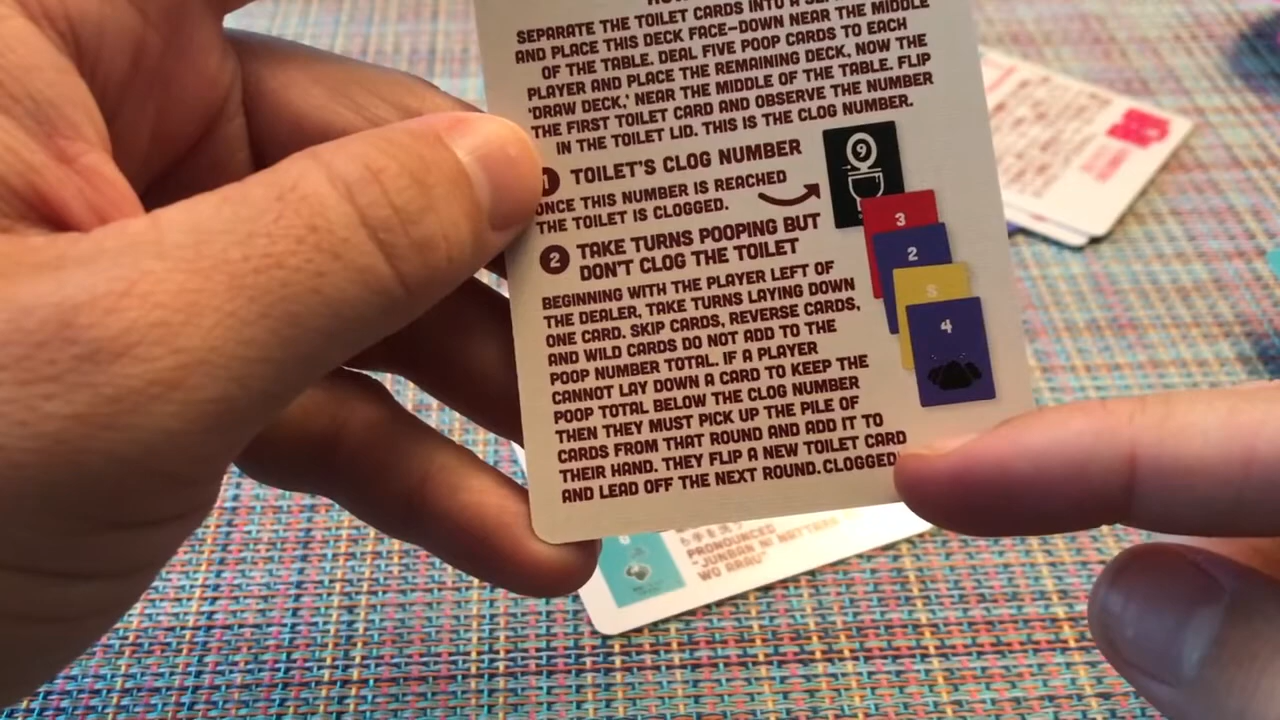 SEPARATE THE TOILET CARDS INTO A
AND PLACE THIS DECK FACE-DOWN NEAR THE MIDDLE
OF THE TABLE. DEAL FIVE POOP CARDS TO EACH
PLAYER AND PLACE THE REMAINING DECK, NOW THE
'DRAW DECK,' NEAR THE MIDDLE OF THE TABLE. FLIP
THE FIRST TOILET CARD AND OBSERVE THE NUMBER
IN THE TOILET LID. THIS IS THE CLOG NUMBER.
1 TOILET'S CLOG NUMBER
ONCE THIS NUMBER IS REACHED
THE TOILET IS CLOGGED.
9
3
2
S
4
2 TAKE TURNS POOPING BUT
DON'T CLOG THE TOILET
BEGINNING WITH THE PLAYER LEFT OF
THE DEALER, TAKE TURNS LAYING DOWN
ONE CARD. SKIP CARDS, REVERSE CARDS,
AND WILD CARDS DO NOT ADD TO THE
POOP NUMBER TOTAL. IF A PLAYER
CANNOT LAY DOWN A CARD TO KEEP THE
POOP TOTAL BELOW THE CLOG NUMBER
THEN THEY MUST PICK UP THE PILE OF
CARDS FROM THAT ROUND AND ADD IT TO
THEIR HAND. THEY FLIP A NEW TOILET CARD
AND LEAD OFF THE NEXT ROUND. CLOGGED!
PRONOUNCED
"JUNBAN NI
WO ARAU"